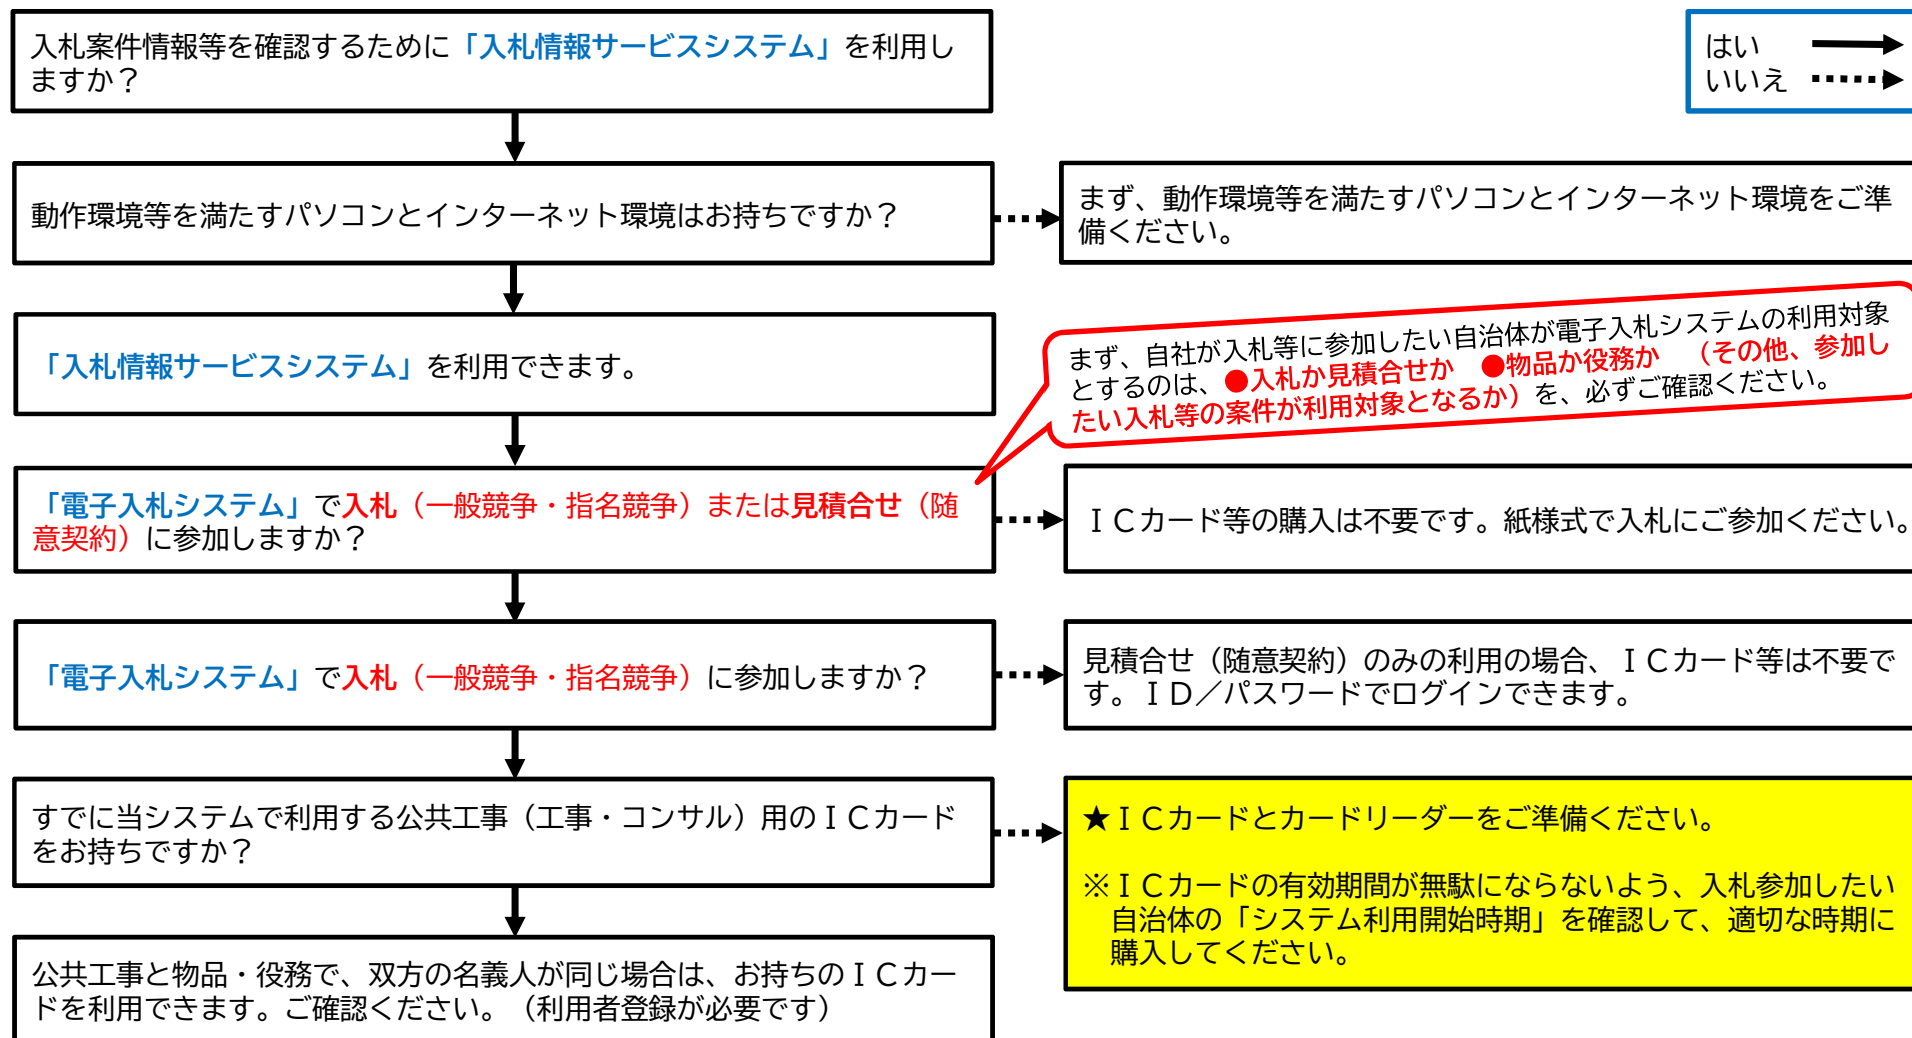 入札案件情報等を確認するために「入札情報サービスシステム」を利用し
ますか？
はい
いいえ
動作環境等を満たすパソコンとインターネット環境はお持ちですか？
まず、動作環境等を満たすパソコンとインターネット環境をご準
備ください。
「入札情報サービスシステム」を利用できます。
まず、自社が入札等に参加したい自治体が電子入札システムの利用対象
とするのは、●入札か見積合せか　●物品か役務か　（その他、参加し
たい入札等の案件が利用対象となるか）を、必ずご確認ください。
「電子入札システム」で入札（一般競争・指名競争）または見積合せ（随
意契約）に参加しますか？
ＩＣカード等の購入は不要です。紙様式で入札にご参加ください。
「電子入札システム」で入札（一般競争・指名競争）に参加しますか？
見積合せ（随意契約）のみの利用の場合、ＩＣカード等は不要で
す。ＩＤ／パスワードでログインできます。
すでに当システムで利用する公共工事（工事・コンサル）用のＩＣカード
をお持ちですか？
★ＩＣカードとカードリーダーをご準備ください。
※ＩＣカードの有効期間が無駄にならないよう、入札参加したい
自治体の「システム利用開始時期」を確認して、適切な時期に
購入してください。
公共工事と物品・役務で、双方の名義人が同じ場合は、お持ちのＩＣカー
ドを利用できます。ご確認ください。（利用者登録が必要です）